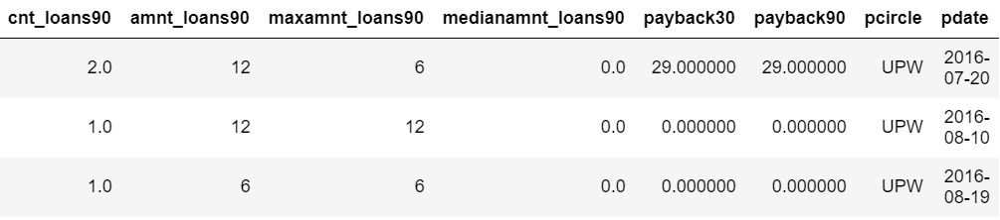 cnt_loans90 amnt_loans90 maxamnt_loans90 medianamnt_loans90 payback30 payback90 pcircle pdate
2.0 12 6 0.0 29.000000 29.000000 UPW 2016-
07-20
1.0 12 12 0.0 0.000000 0.000000 UPW 2016-
08-10
1.0 6 6 0.0 0.000000 0.000000 UPW 2016-
08-19